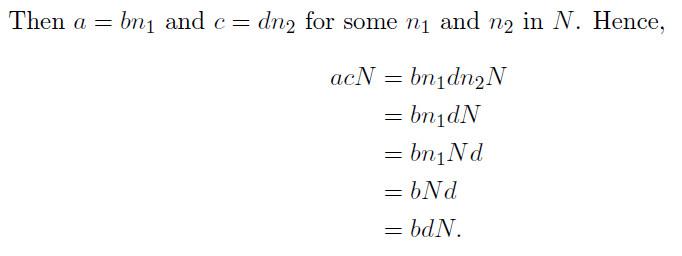 Then a = bn₁ and c = dn₂ for some n₁ and n₂ in N. Hence,
acN = bn₁dn₂N
= bn₁dN
= bn₁Nd
= bNd
= bdN.